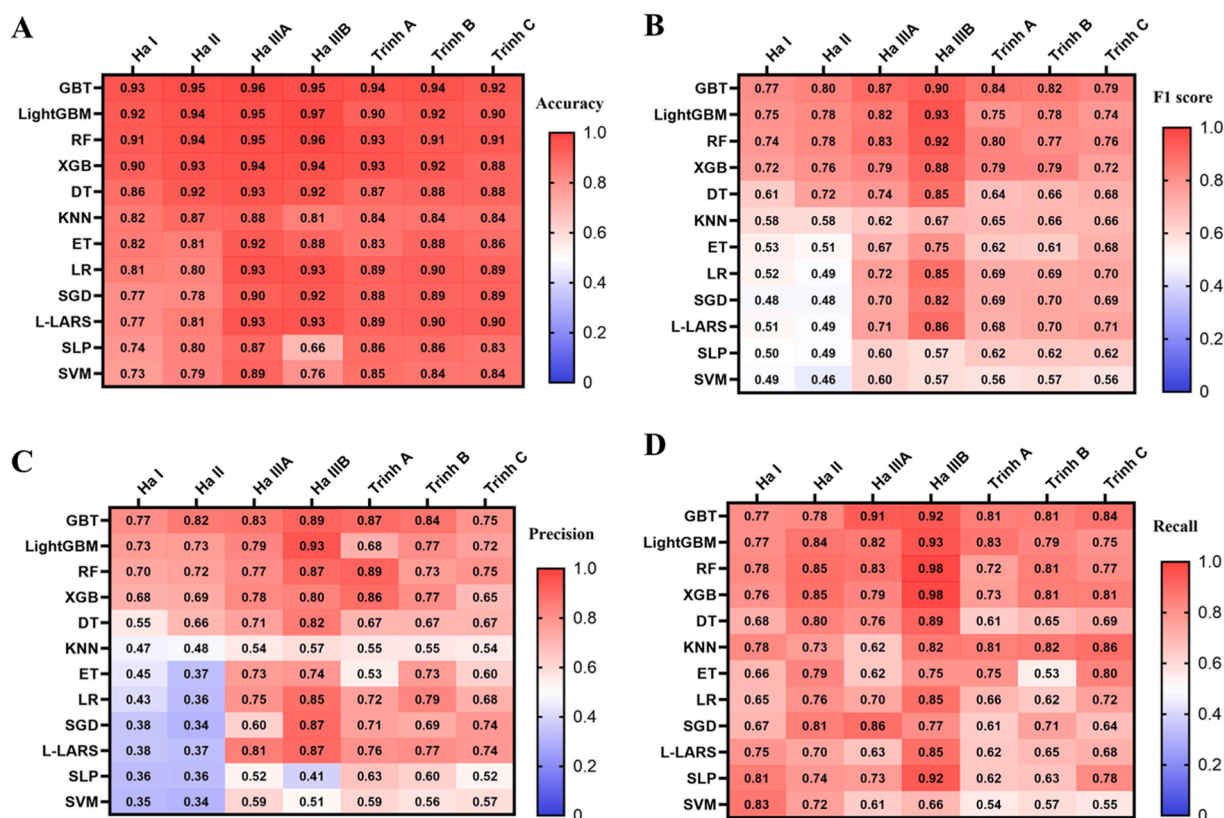 A
Ha I Ha II Ha IIIA Ha IIIB Trinh A Trinh B Trinh C
GBT 0.93 0.95 0.96 0.95 0.94 0.94 0.92
LightGBM 0.92 0.94 0.95 0.97 0.90 0.92 0.90
RF 0.91 0.94 0.95 0.96 0.93 0.91 0.91
XGB 0.90 0.93 0.94 0.94 0.93 0.92 0.88
DT 0.86 0.92 0.93 0.92 0.87 0.88 0.88
KNN 0.82 0.87 0.88 0.81 0.84 0.84 0.84
ET 0.82 0.81 0.92 0.88 0.83 0.88 0.86
LR 0.81 0.80 0.93 0.93 0.89 0.90 0.89
SGD 0.77 0.78 0.90 0.92 0.88 0.89 0.89
L-LARS 0.77 0.81 0.93 0.93 0.89 0.90 0.90
SLP 0.74 0.80 0.87 0.66 0.86 0.86 0.83
SVM 0.73 0.79 0.89 0.76 0.85 0.84 0.84
Accuracy
1.0
0.8
0.6
0.4
0.2
0
B
Ha I Ha II Ha IIIA Ha IIIB Trinh A Trinh B Trinh C
GBT 0.77 0.80 0.87 0.90 0.84 0.82 0.79
LightGBM 0.75 0.78 0.82 0.93 0.75 0.78 0.74
RF 0.74 0.78 0.83 0.92 0.80 0.77 0.76
XGB 0.72 0.76 0.79 0.88 0.79 0.79 0.72
DT 0.61 0.72 0.74 0.85 0.64 0.66 0.68
KNN 0.58 0.58 0.62 0.67 0.65 0.66 0.66
ET 0.53 0.51 0.67 0.75 0.62 0.61 0.68
LR 0.52 0.49 0.72 0.85 0.69 0.69 0.70
SGD 0.48 0.48 0.70 0.82 0.69 0.70 0.69
L-LARS 0.51 0.49 0.71 0.86 0.68 0.70 0.71
SLP 0.50 0.49 0.60 0.57 0.62 0.62 0.62
SVM 0.49 0.46 0.60 0.57 0.56 0.57 0.56
F1 score
1.0
0.8
0.6
0.4
0.2
0
C
Ha I Ha II Ha IIIA Ha IIIB Trinh A Trinh B Trinh C
GBT 0.77 0.82 0.83 0.89 0.87 0.84 0.75
LightGBM 0.73 0.73 0.79 0.93 0.68 0.77 0.72
RF 0.70 0.72 0.77 0.87 0.89 0.73 0.75
XGB 0.68 0.69 0.78 0.80 0.86 0.77 0.65
DT 0.55 0.66 0.71 0.82 0.67 0.67 0.67
KNN 0.47 0.48 0.54 0.57 0.55 0.55 0.54
ET 0.45 0.37 0.73 0.74 0.53 0.73 0.60
LR 0.43 0.36 0.75 0.85 0.72 0.79 0.68
SGD 0.38 0.34 0.60 0.87 0.71 0.69 0.74
L-LARS 0.38 0.37 0.81 0.87 0.76 0.77 0.74
SLP 0.36 0.36 0.52 0.41 0.63 0.60 0.52
SVM 0.35 0.34 0.59 0.51 0.59 0.56 0.57
Precision
1.0
0.8
0.6
0.4
0.2
0
D
Ha I Ha II Ha IIIA Ha IIIB Trinh A Trinh B Trinh C
GBT 0.77 0.78 0.91 0.92 0.81 0.81 0.84
LightGBM 0.77 0.84 0.82 0.93 0.83 0.79 0.75
RF 0.78 0.85 0.83 0.98 0.72 0.81 0.77
XGB 0.76 0.85 0.79 0.98 0.73 0.81 0.81
DT 0.68 0.80 0.76 0.89 0.61 0.65 0.69
KNN 0.78 0.73 0.62 0.82 0.81 0.82 0.86
ET 0.66 0.79 0.62 0.75 0.75 0.53 0.80
LR 0.65 0.76 0.70 0.85 0.66 0.62 0.72
SGD 0.67 0.81 0.86 0.77 0.61 0.71 0.64
L-LARS 0.75 0.70 0.63 0.85 0.62 0.65 0.68
SLP 0.81 0.74 0.73 0.92 0.62 0.63 0.78
SVM 0.83 0.72 0.61 0.66 0.54 0.57 0.55
Recall
1.0
0.8
0.6
0.4
0.2
0